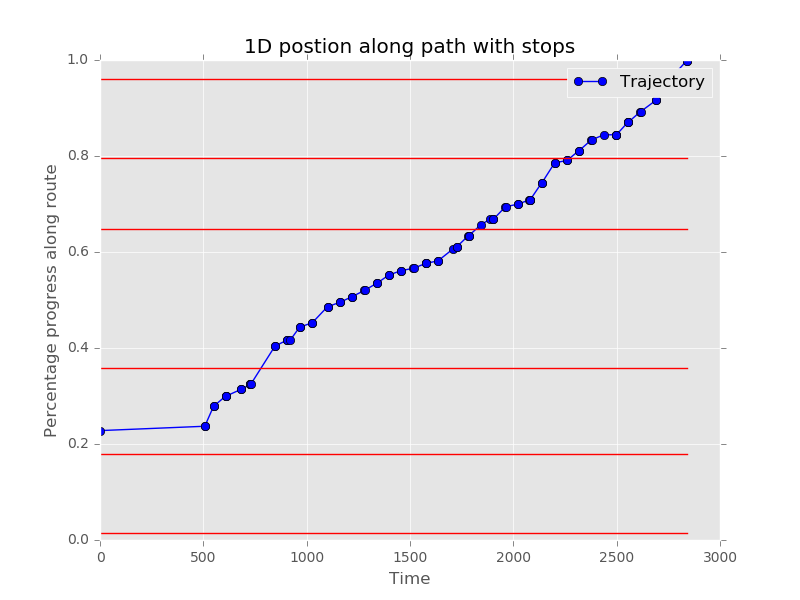 1D postion along path with stops
Trajectory
Percentage progress along route
1.0
0.8
0.6
0.4
0.2
0.0
0 500 1000 1500 2000 2500 3000
Time